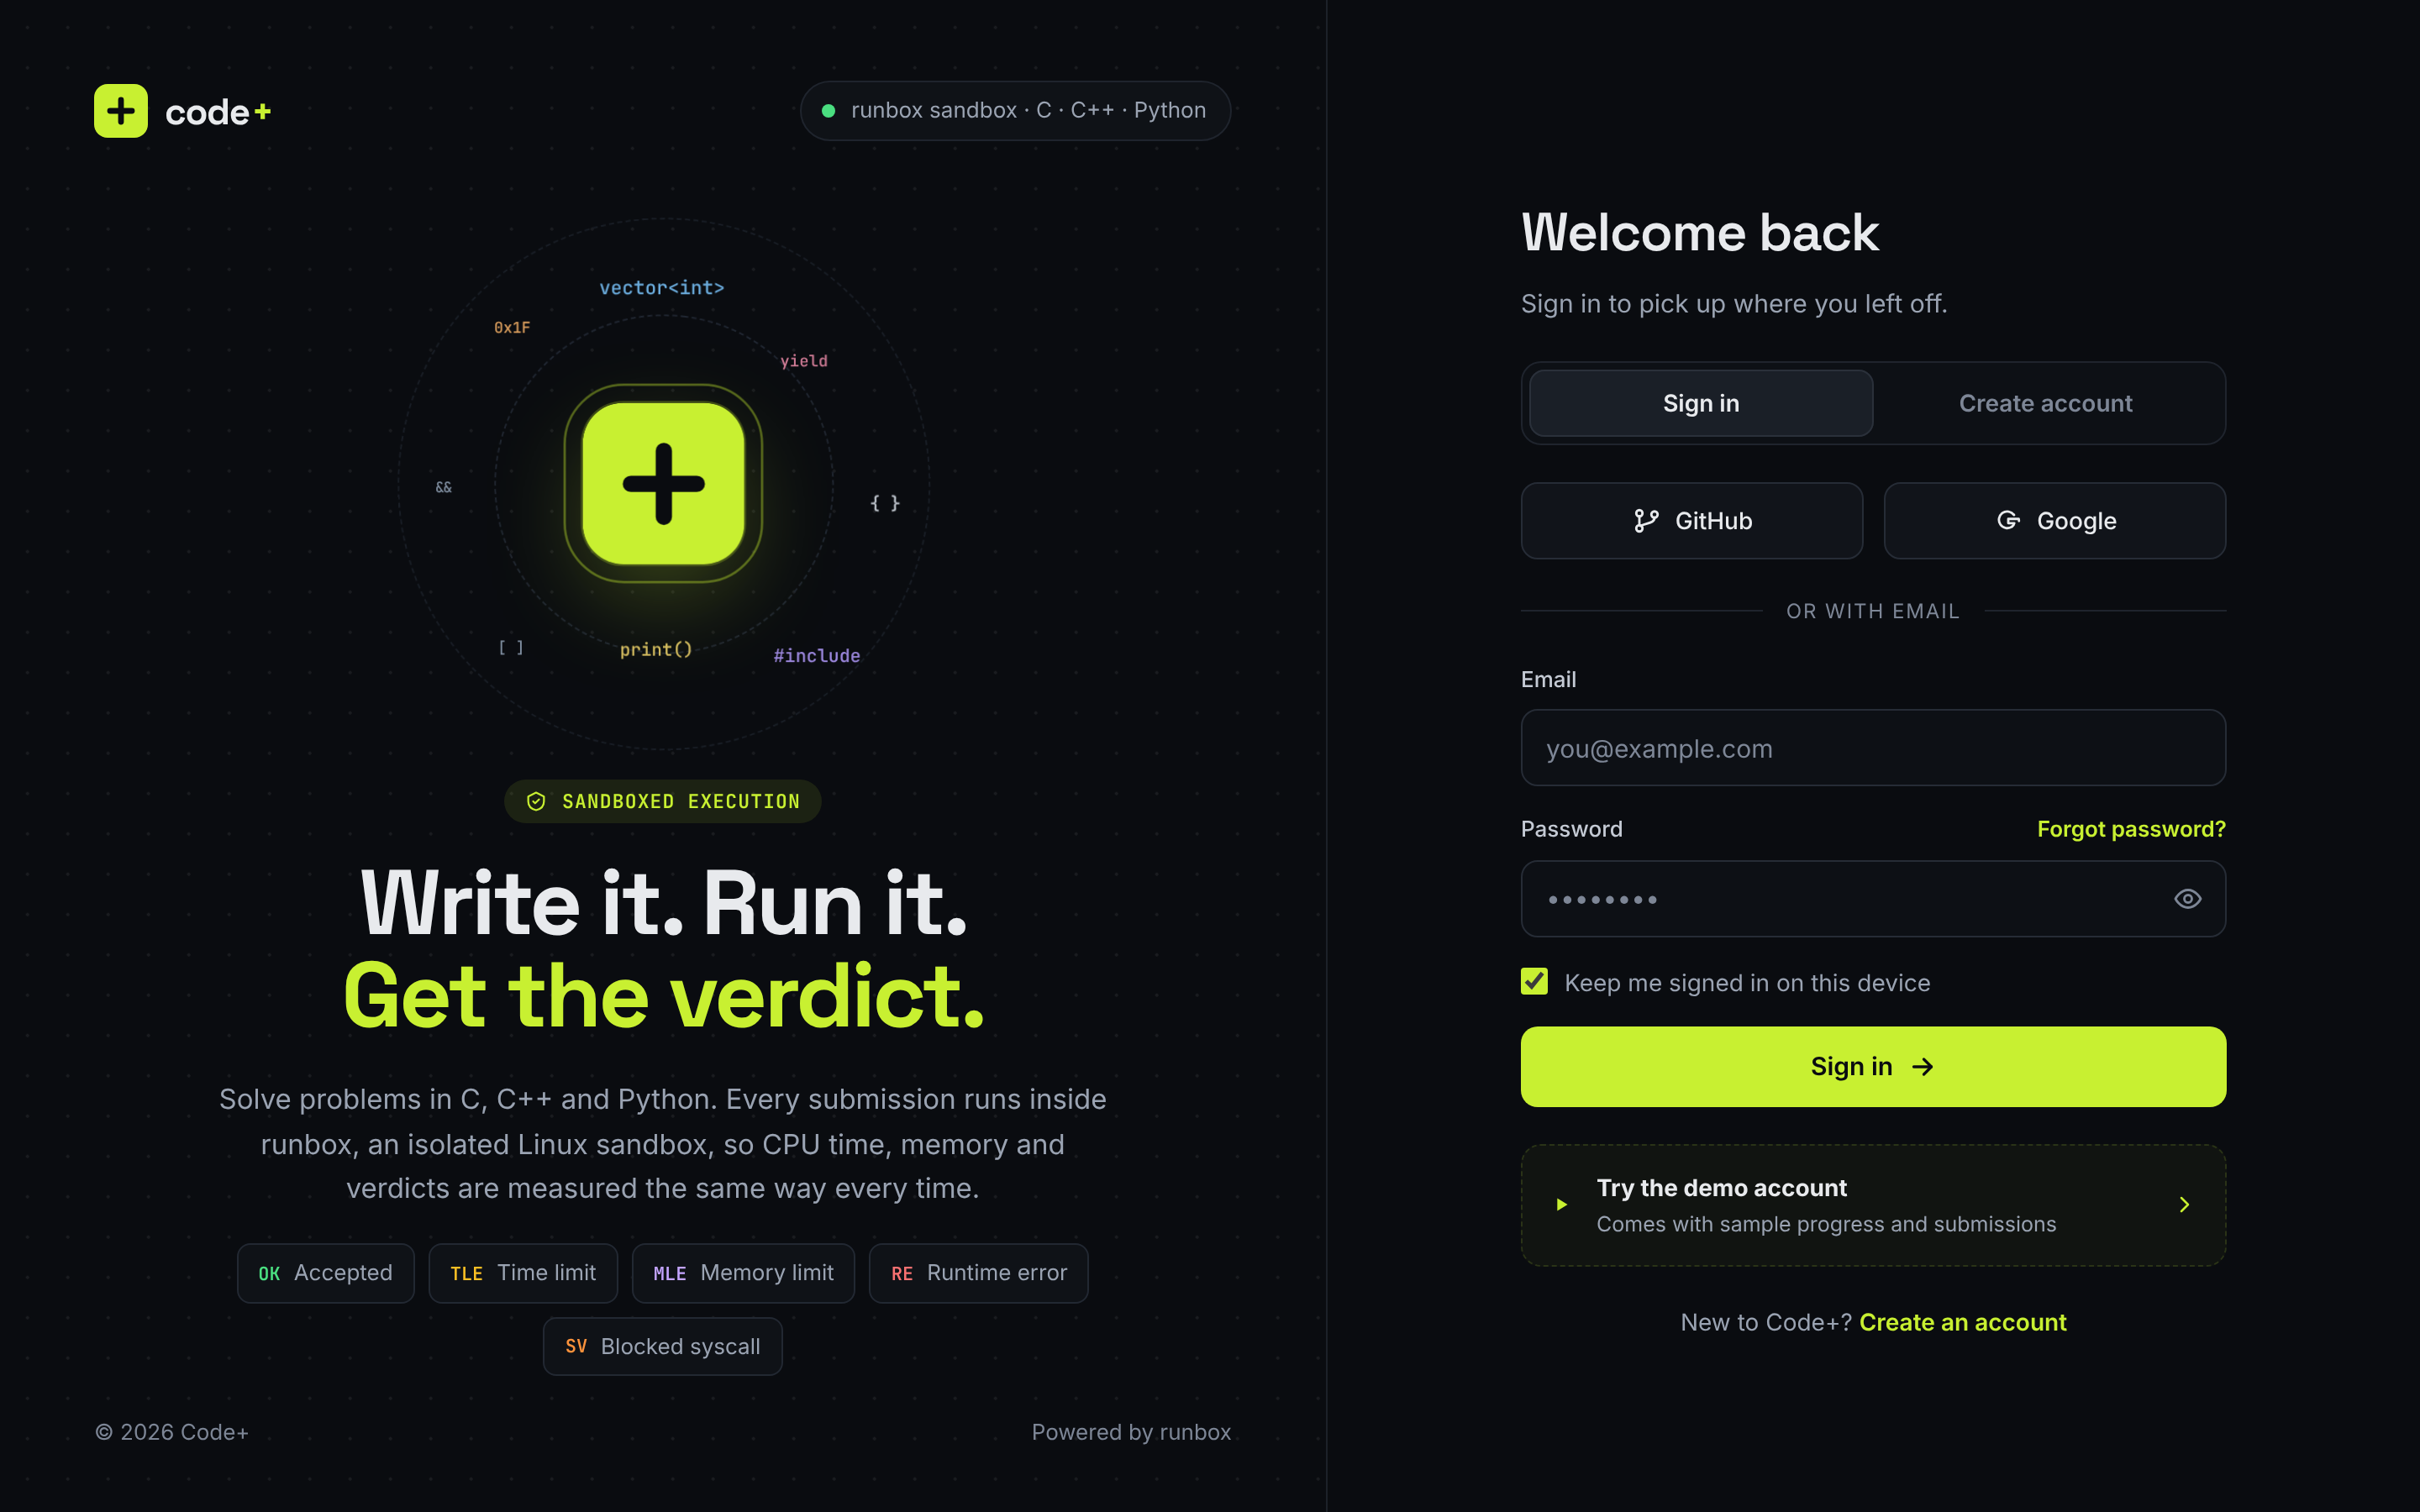 code+
runbox sandbox · C · C++ · Python
vector<int>
0x1F
yield
&&
{ }
[ ]
print()
#include
SANDBOXED EXECUTION
Write it. Run it.
Get the verdict.
Solve problems in C, C++ and Python. Every submission runs inside
runbox, an isolated Linux sandbox, so CPU time, memory and
verdicts are measured the same way every time.
OK Accepted
TLE Time limit
MLE Memory limit
RE Runtime error
SV Blocked syscall
© 2026 Code+
Powered by runbox
Welcome back
Sign in to pick up where you left off.
Sign in
Create account
GitHub
Google
OR WITH EMAIL
Email
you@example.com
Password
Forgot password?
••••••••
Keep me signed in on this device
Sign in →
Try the demo account
Comes with sample progress and submissions
New to Code+? Create an account